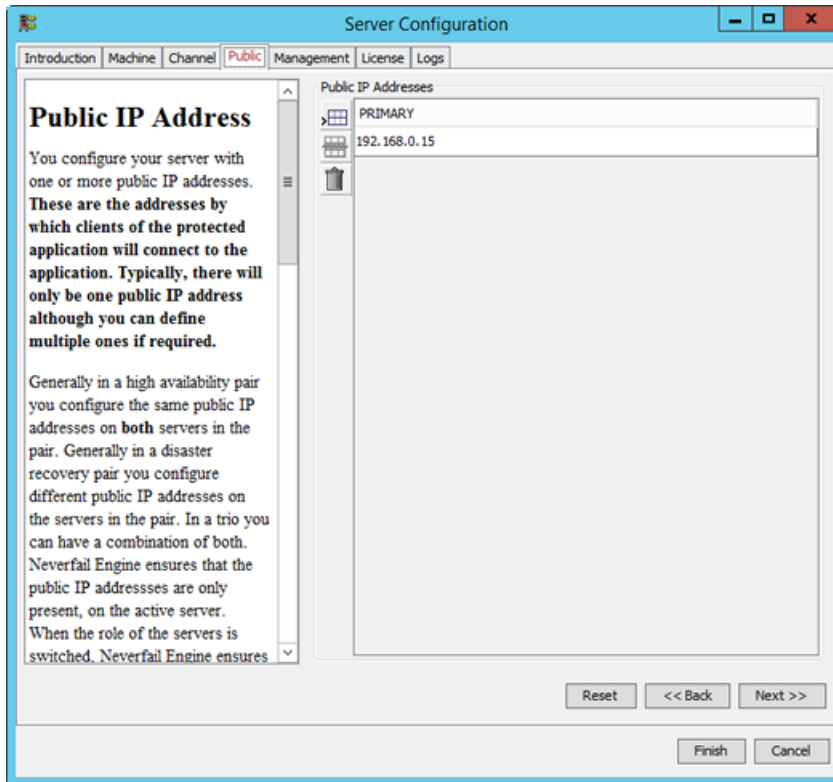 Server Configuration
Introduction Machine Channel Public Management License Logs
Public IP Address
You configure your server with
one or more public IP addresses.
These are the addresses by
which clients of the protected
application will connect to the
application. Typically, there will
only be one public IP address
although you can define
multiple ones if required.
Generally in a high availability pair
you configure the same public IP
addresses on both servers in the
pair. Generally in a disaster
recovery pair you configure
different public IP addresses on
the servers in the pair. In a trio you
can have a combination of both.
Neverfail Engine ensures that the
public IP addressses are only
present, on the active server.
When the role of the servers is
switched, Neverfail Engine ensures
Public IP Addresses
PRIMARY
192.168.0.15
Reset << Back Next >>
Finish Cancel